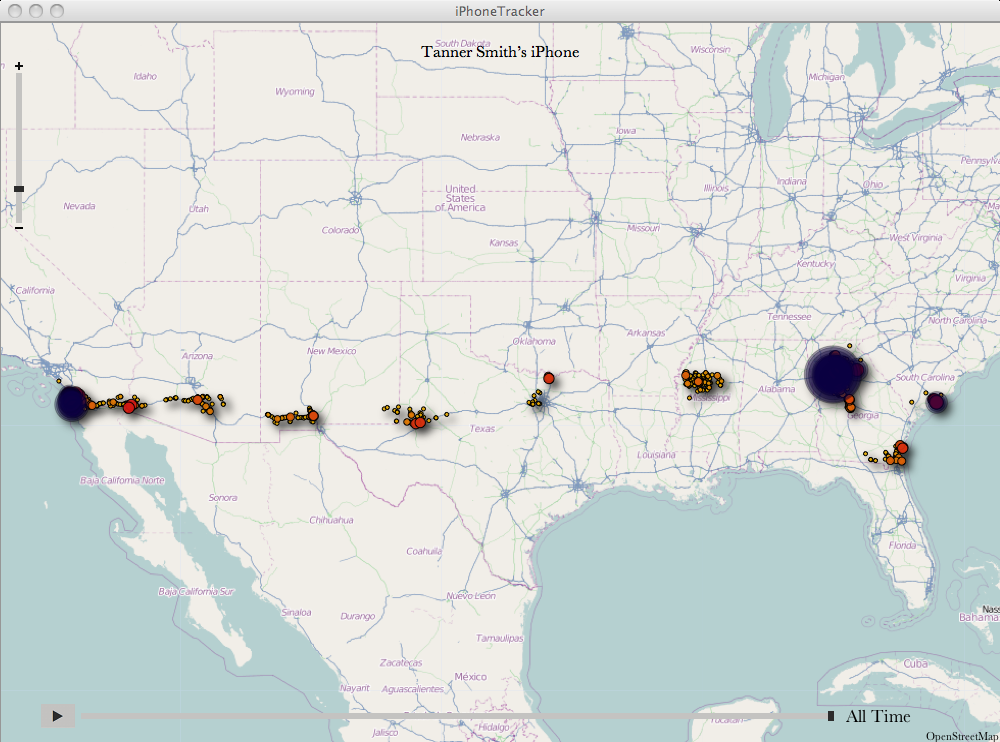 iPhoneTracker
South Dakota
Tanner Smith's iPhone
Wisconsin
Idaho
Michigan
Wyoming
Iowa
Nebraska
Pennsylv
Illinois
Indiana
Ohio
United
States
of America
Nevada
Utah
Colorado
Missouri
Kansas
West Virginia
Kentucky
Virginia
California
Tennessee
North Carolina
Arkansas
Oklahoma
New Mexico
Arizona
South Carolina
Alabama
Mississippi
Georgia
Texas
Louisiana
Baja California Norte
Sonora
Chihuahua
Florida
Coahuila
Baja California Sur
Nuevo León
Sinaloa
Durango
Nass
Bahamas
Tamaulipas
Zacatecas
Cuba
México
Nayarit
Aguascalientes
All Time
Yucatán
Hidalgo
Jalisco
OpenStreetMap